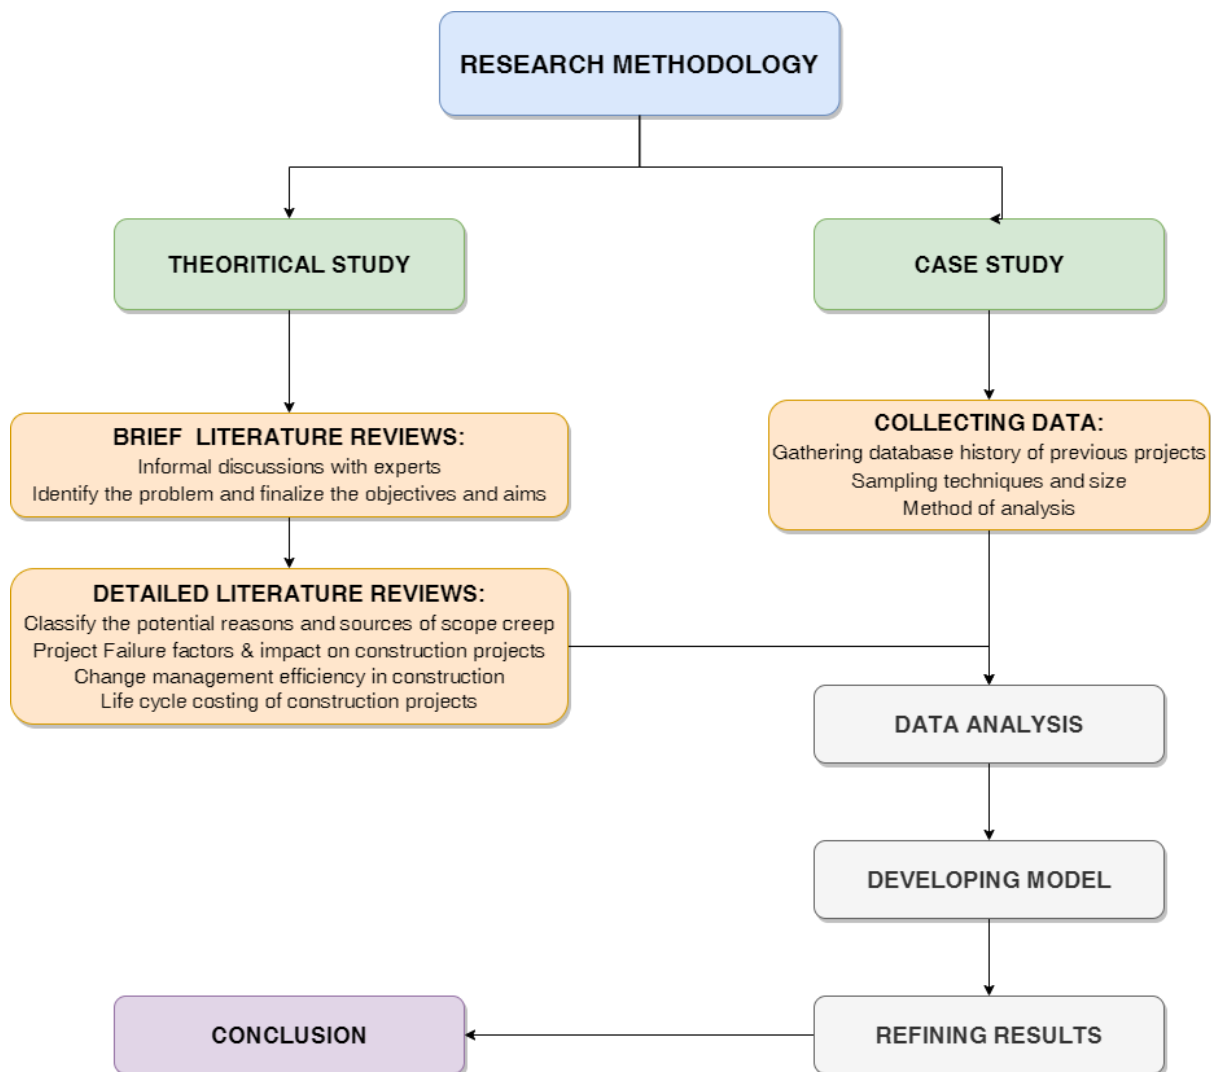 RESEARCH METHODOLOGY
THEORITICAL STUDY
CASE STUDY
BRIEF  LITERATURE REVIEWS:
Informal discussions with experts
Identify the problem and finalize the objectives and aims
COLLECTING DATA:
Gathering database history of previous projects
Sampling techniques and size
Method of analysis
DETAILED LITERATURE REVIEWS:
Classify the potential reasons and sources of scope creep
Project Failure factors & impact on construction projects
Change management efficiency in construction
Life cycle costing of construction projects
DATA ANALYSIS
DEVELOPING MODEL
CONCLUSION
REFINING RESULTS